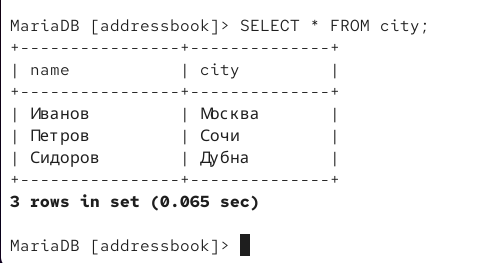 MariaDB [addressbook]> SELECT * FROM city;
+----------------+--------------+
| name           | city         |
+----------------+--------------+
| Иванов         | Москва       |
| Петров         | Сочи         |
| Сидоров        | Дубна        |
+----------------+--------------+
3 rows in set (0.065 sec)
MariaDB [addressbook]>